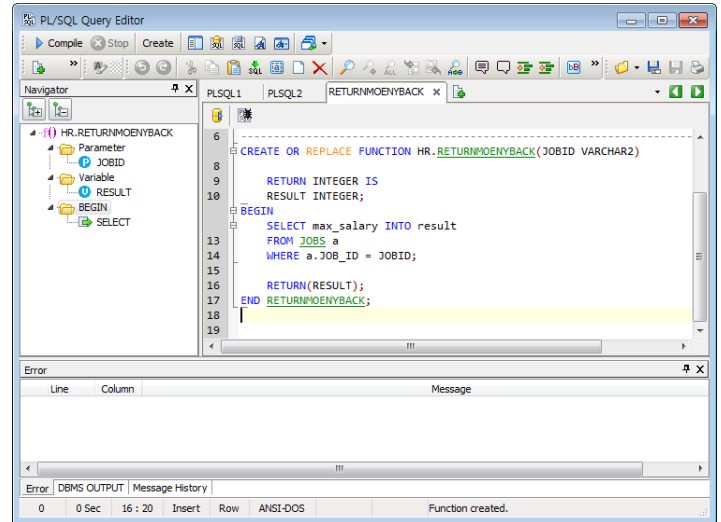 PL/SQL Query Editor
Compile Stop Create
Navigator
HR.RETURNMOENYBACK
Parameter
JOBID
Variable
RESULT
BEGIN
SELECT
PLSQL1 PLSQL2 RETURNMOENYBACK
6 ----------------------------------------------------------------
CREATE OR REPLACE FUNCTION HR.RETURNMOENYBACK(JOBID VARCHAR2)
8
9 RETURN INTEGER IS
10 RESULT INTEGER;
BEGIN
SELECT max_salary INTO result
13 FROM JOBS a
14 WHERE a.JOB_ID = JOBID;
15
16 RETURN(RESULT);
17 END RETURNMOENYBACK;
18
19
Error
Line Column Message
Error DBMS OUTPUT Message History
0 0 Sec 16 : 20 Insert Row ANSI-DOS Function created.